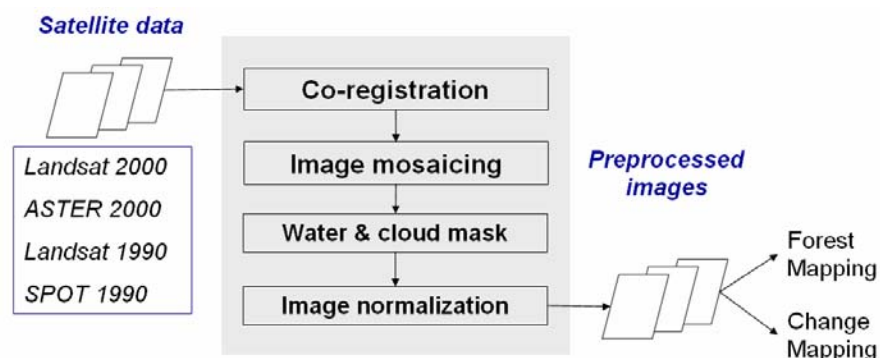 Satellite data
Landsat 2000
ASTER 2000
Landsat 1990
SPOT 1990
Co-registration
Image mosaicing
Water & cloud mask
Image normalization
Preprocessed
images
Forest
Mapping
Change
Mapping